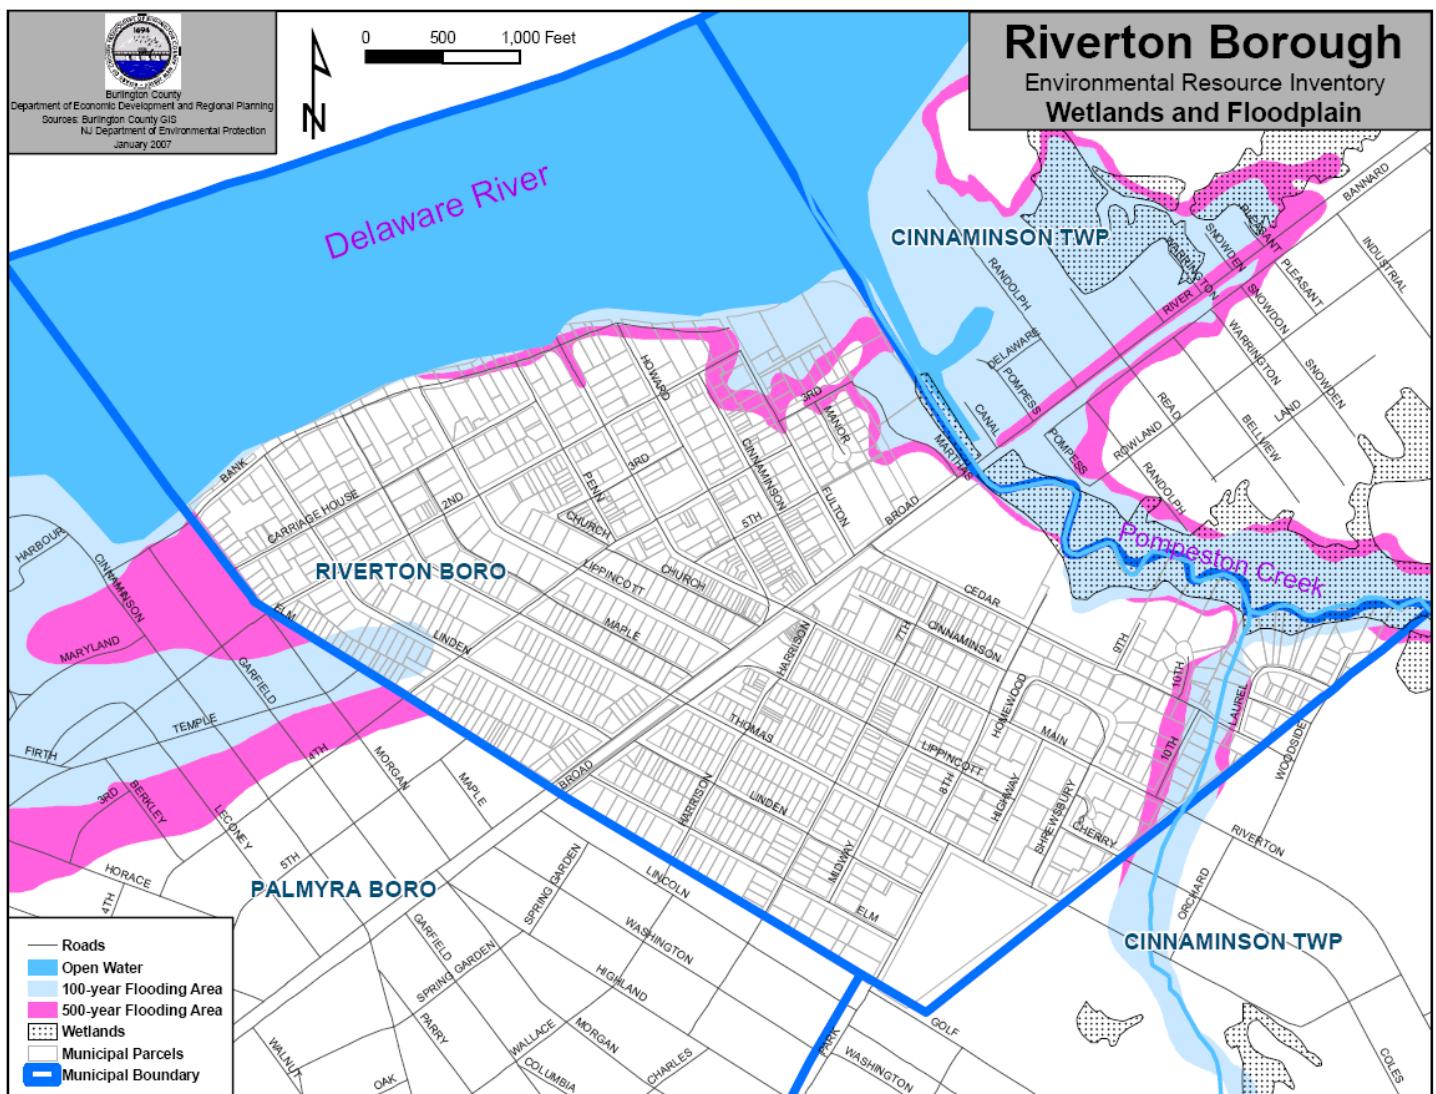 1694
Burlington County
Department of Economic Development and Regional Planning
Sources: Burlington County GIS
NJ Department of Environmental Protection
January 2007
0 500 1,000 Feet
N
Riverton Borough
Environmental Resource Inventory
Wetlands and Floodplain
Delaware River
CINNAMINSON TWP
BANNARD
INDUSTRIAL
PLEASANT
SNOWDEN
WARRINGTON
PLEASANT
RANDOLPH
RIVER
SNOWDON
WARRINGTON
SNOWDEN
DELAWARE
POMPESS
CANAL
READ
LAND
BELLVIEW
ROWLAND
POMPESS
RANDOLPH
MARTHAS
HOWARD
3RD
MANOR
CINNAMINSON
FULTON
BROAD
BANK
CARRIAGE HOUSE
2ND
3RD
PENN
CHURCH
5TH
Pompeston Creek
HARBOUR
CINNAMINSON
RIVERTON BORO
LIPPINCOTT
CHURCH
CEDAR
ELM
MAPLE
LINDEN
HARRISON
7TH
CINNAMINSON
9TH
MARYLAND
GARFIELD
10TH
LAUREL
HOMEWOOD
MAIN
THOMAS
LIPPINCOTT
10TH
WOODSIDE
TEMPLE
FIRTH
4TH
MORGAN
MAPLE
BROAD
HARRISON
LINDEN
8TH
HIGHWAY
SHREWSBURY
CHERRY
RIVERTON
3RD
BERKLEY
LECONEY
5TH
HORACE
4TH
PALMYRA BORO
SPRING GARDEN
LINCOLN
MIDWAY
ELM
ORCHARD
CINNAMINSON TWP
GARFIELD
SPRING GARDEN
WASHINGTON
HIGHLAND
PARRY
WALLACE
MORGAN
COLUMBIA
CHARLES
WALNUT
OAK
PARK
GOLF
WASHINGTON
COLES
Roads
Open Water
100-year Flooding Area
500-year Flooding Area
Wetlands
Municipal Parcels
Municipal Boundary